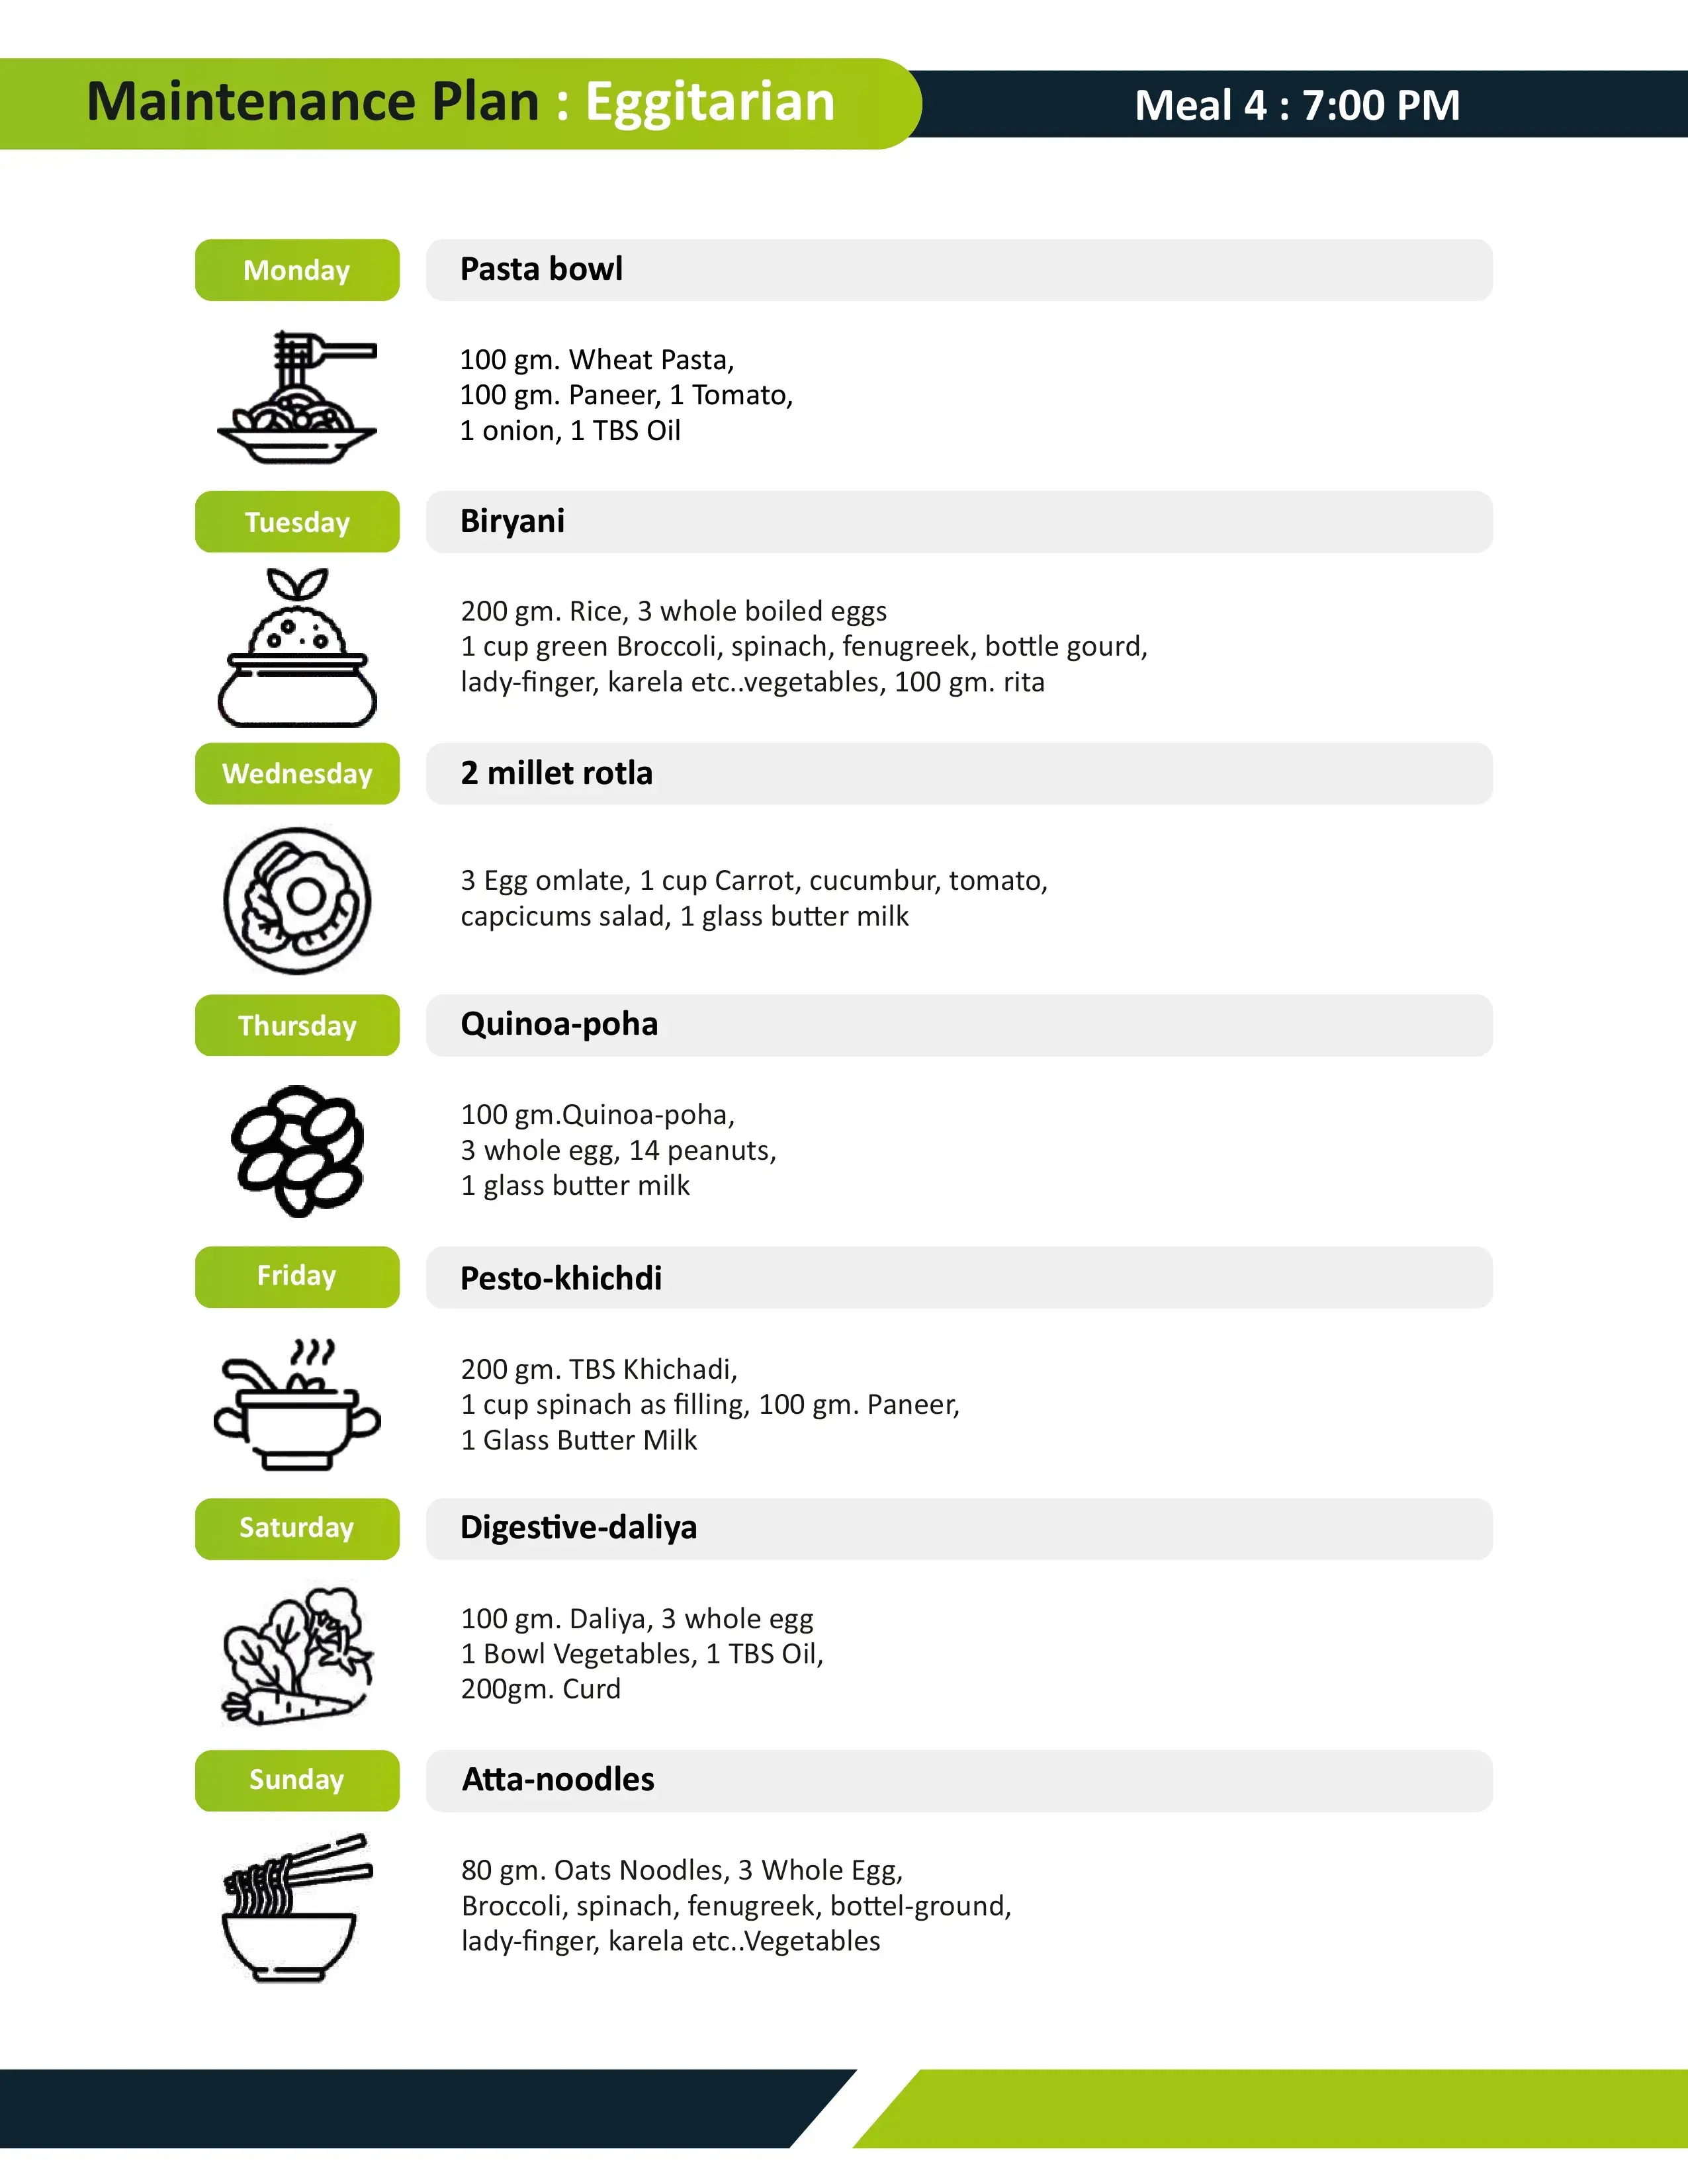 Maintenance Plan : Eggitarian
Meal 4 : 7:00 PM
Monday
Pasta bowl
100 gm. Wheat Pasta,
100 gm. Paneer, 1 Tomato,
1 onion, 1 TBS Oil
Tuesday
Biryani
200 gm. Rice, 3 whole boiled eggs
1 cup green Broccoli, spinach, fenugreek, bottle gourd,
lady-finger, karela etc..vegetables, 100 gm. rita
Wednesday
2 millet rotla
3 Egg omlate, 1 cup Carrot, cucumbur, tomato,
capcicums salad, 1 glass butter milk
Thursday
Quinoa-poha
100 gm.Quinoa-poha,
3 whole egg, 14 peanuts,
1 glass butter milk
Friday
Pesto-khichdi
200 gm. TBS Khichadi,
1 cup spinach as filling, 100 gm. Paneer,
1 Glass Butter Milk
Saturday
Digestive-daliya
100 gm. Daliya, 3 whole egg
1 Bowl Vegetables, 1 TBS Oil,
200gm. Curd
Sunday
Atta-noodles
80 gm. Oats Noodles, 3 Whole Egg,
Broccoli, spinach, fenugreek, bottel-ground,
lady-finger, karela etc..Vegetables